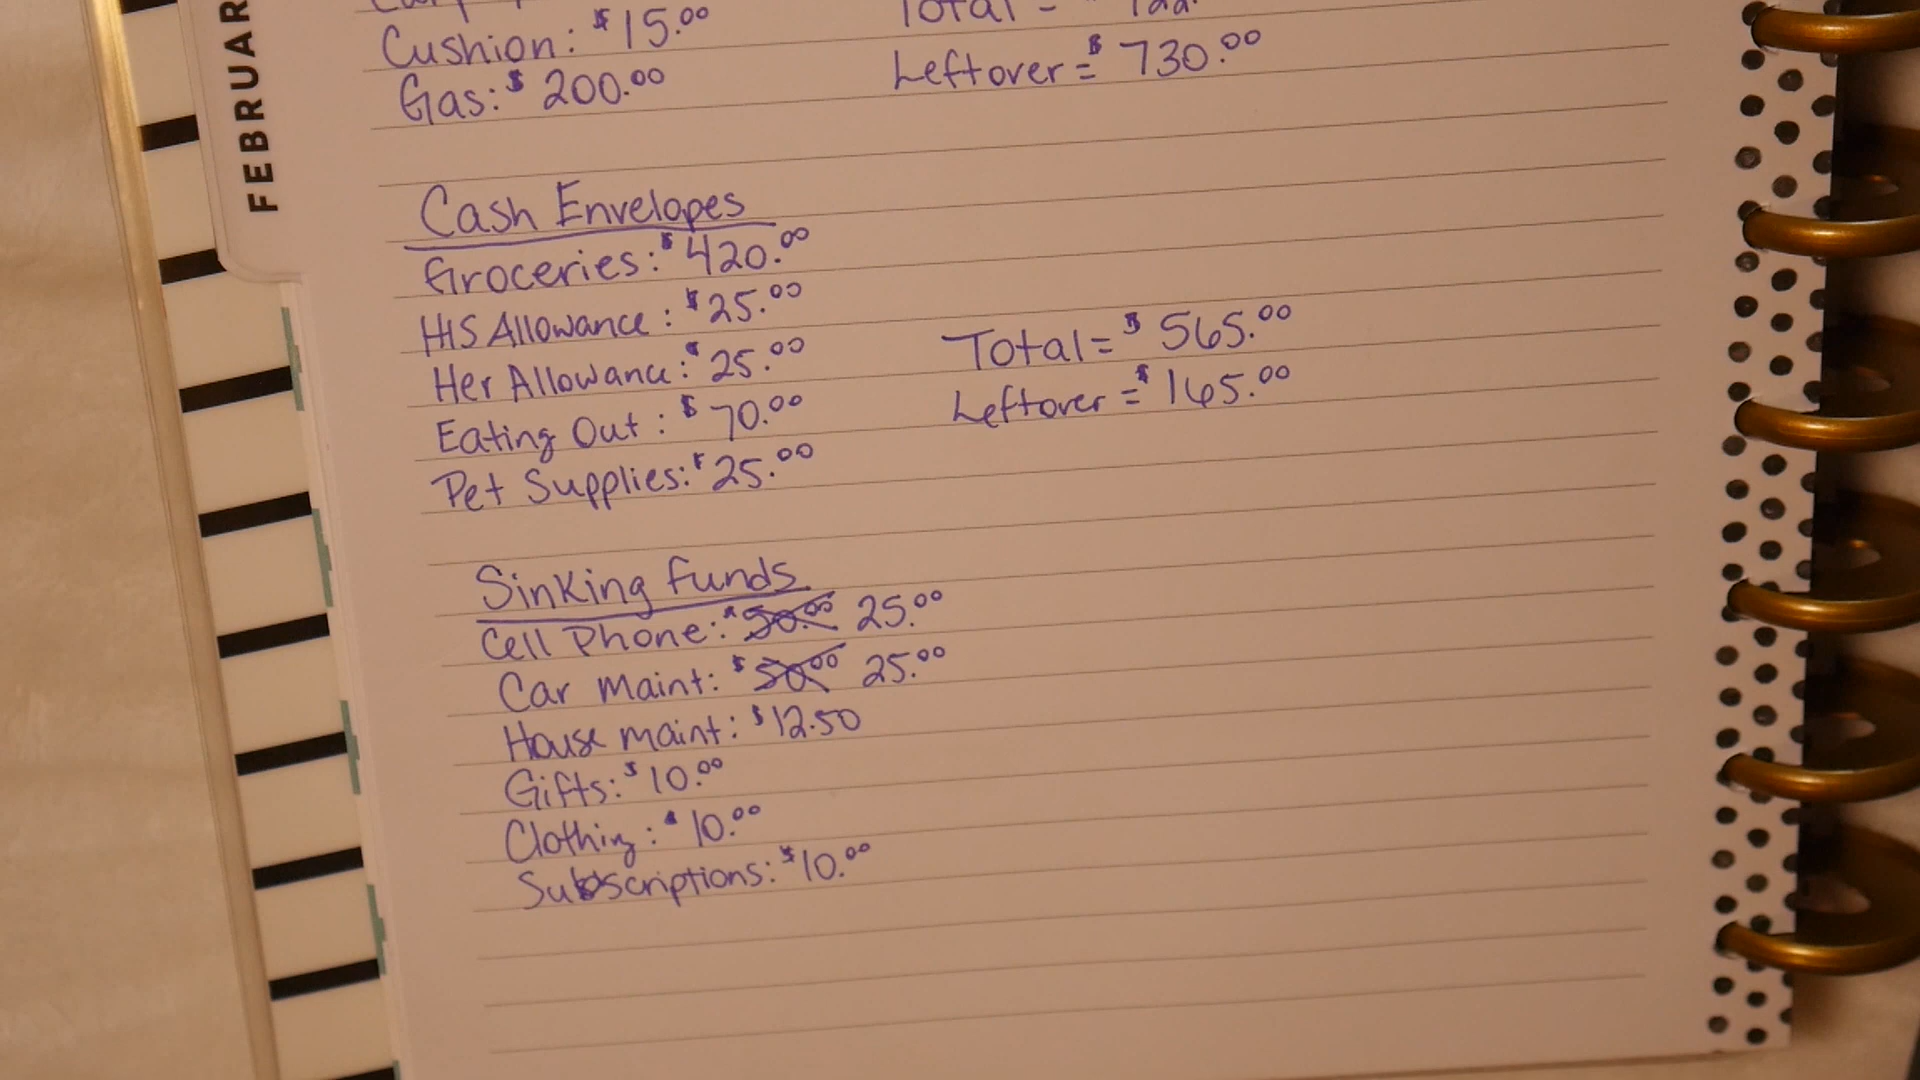 FEBRUAR
Cushion: $15.00
Gas: $200.00
Total =
Leftover = $730.00
Cash Envelopes
Groceries: $420.00
HIS Allowance: $25.00
Her Allowance: $25.00
Eating Out: $70.00
Pet Supplies: $25.00
Total = $565.00
Leftover = $165.00
Sinking Funds
Cell Phone: $50.00 25.00
Car Maint: $50.00 25.00
House maint: $12.50
Gifts: $10.00
Clothing: $10.00
Subscriptions: $10.00